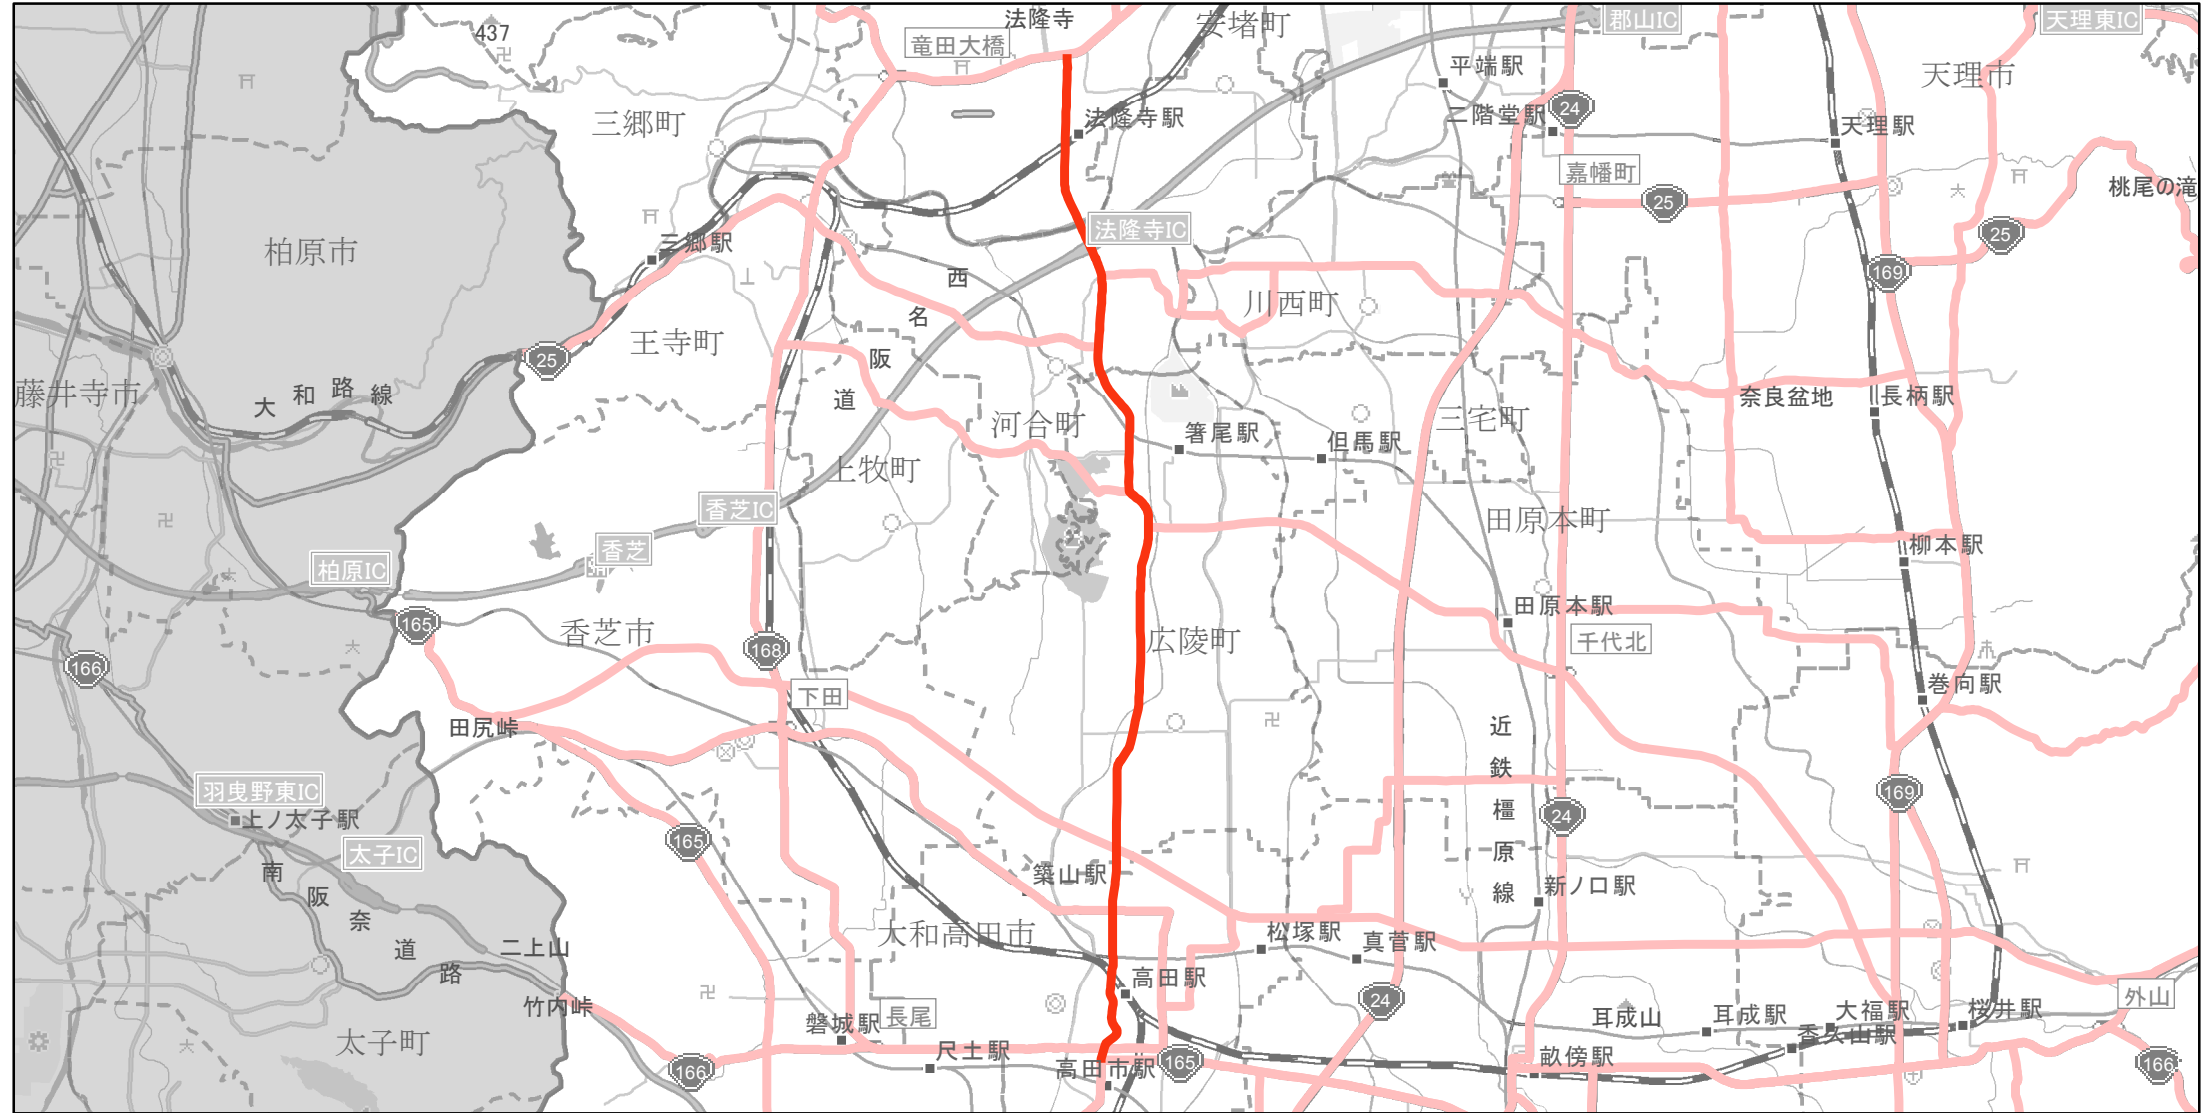 437
法隆寺
安堵町
郡山IC
天理東IC
竜田大橋
平端駅
天理市
三郷町
法隆寺駅
二階堂駅
24
天理駅
嘉幡町
25
桃尾の滝
柏原市
三郷駅
法隆寺IC
25
169
西名阪道
川西町
王寺町
25
藤井寺市
大和路線
奈良盆地
長柄駅
河合町
三宅町
箸尾駅
但馬駅
上牧町
香芝IC
田原本町
香芝
柏原IC
柳本駅
165
香芝市
田原本駅
千代北
168
広陵町
166
下田
巻向駅
田尻峠
近鉄橿原線
羽曳野東IC
上ノ太子駅
169
24
165
太子IC
南阪奈道路
築山駅
新ノ口駅
大和高田市
松塚駅
真菅駅
二上山
高田駅
竹内峠
24
外山
長尾
磐城駅
耳成山
耳成駅
大福駅
桜井駅
香久山駅
太子町
尺土駅
高田市駅
165
畝傍駅
166
166